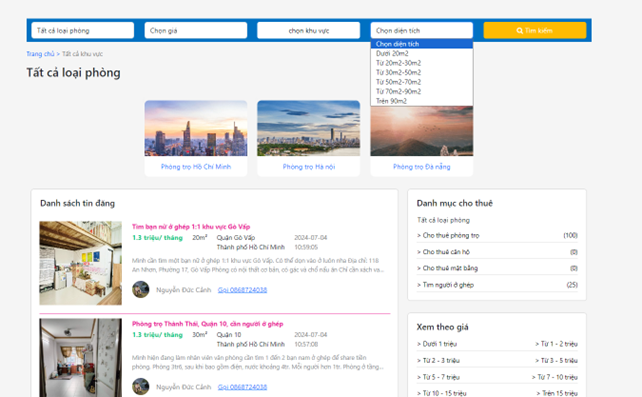 Tất cả loại phòng
Chọn giá
chọn khu vực
Chọn diện tích
Tìm kiếm
Chọn diện tích
Dưới 20m2
Từ 20m2-30m2
Từ 30m2-50m2
Từ 50m2-70m2
Từ 70m2-90m2
Trên 90m2
Trang chủ > Tất cả khu vực
Tất cả loại phòng
Phòng trọ Hồ Chí Minh
Phòng trọ Hà nội
Phòng trọ Đà nẵng
Danh sách tin đăng
Tìm bạn nữ ở ghép 1:1 khu vực Gò Vấp
1.3 triệu/ tháng 20m² Quận Gò Vấp 2024-07-04
Thành phố Hồ Chí Minh 10:59:05
Mình cần tìm một bạn nữ ở ghép 1:1 khu vực Gò Vấp. Có thể dọn vào ở luôn nha Địa chỉ: 118
An Nhơn, Phường 17, Gò Vấp Phòng có nội thất cơ bản, có gác và chổ nấu ăn Chỉ cần xách va...
Nguyễn Đức Cảnh Gọi 0868724038
Phòng trọ Thành Thái, Quận 10, cần người ở ghép
1.3 triệu/ tháng 30m² Quận 10 2024-07-04
Thành phố Hồ Chí Minh 10:57:08
Mình hiện đang làm nhân viên văn phòng cần tìm 1 đến 2 bạn nam ở ghép để share tiền
phòng. Phòng 3tr6, sau khi bao gồm điện, nước khoảng 4tr. Mỗi người hơn 1tr. Phòng ở tầng...
Nguyễn Đức Cảnh Gọi 0868724038
Danh mục cho thuê
Tất cả loại phòng
> Cho thuê phòng trọ (100)
> Cho thuê căn hô (0)
> Cho thuê mặt bằng (0)
> Tìm người ở ghép (25)
Xem theo giá
> Dưới 1 triệu > Từ 1 - 2 triệu
> Từ 2 - 3 triệu > Từ 3 - 5 triệu
> Từ 5 - 7 triệu > Từ 7 - 10 triệu
> Từ 10 - 15 triệu > Trên 15 triệu